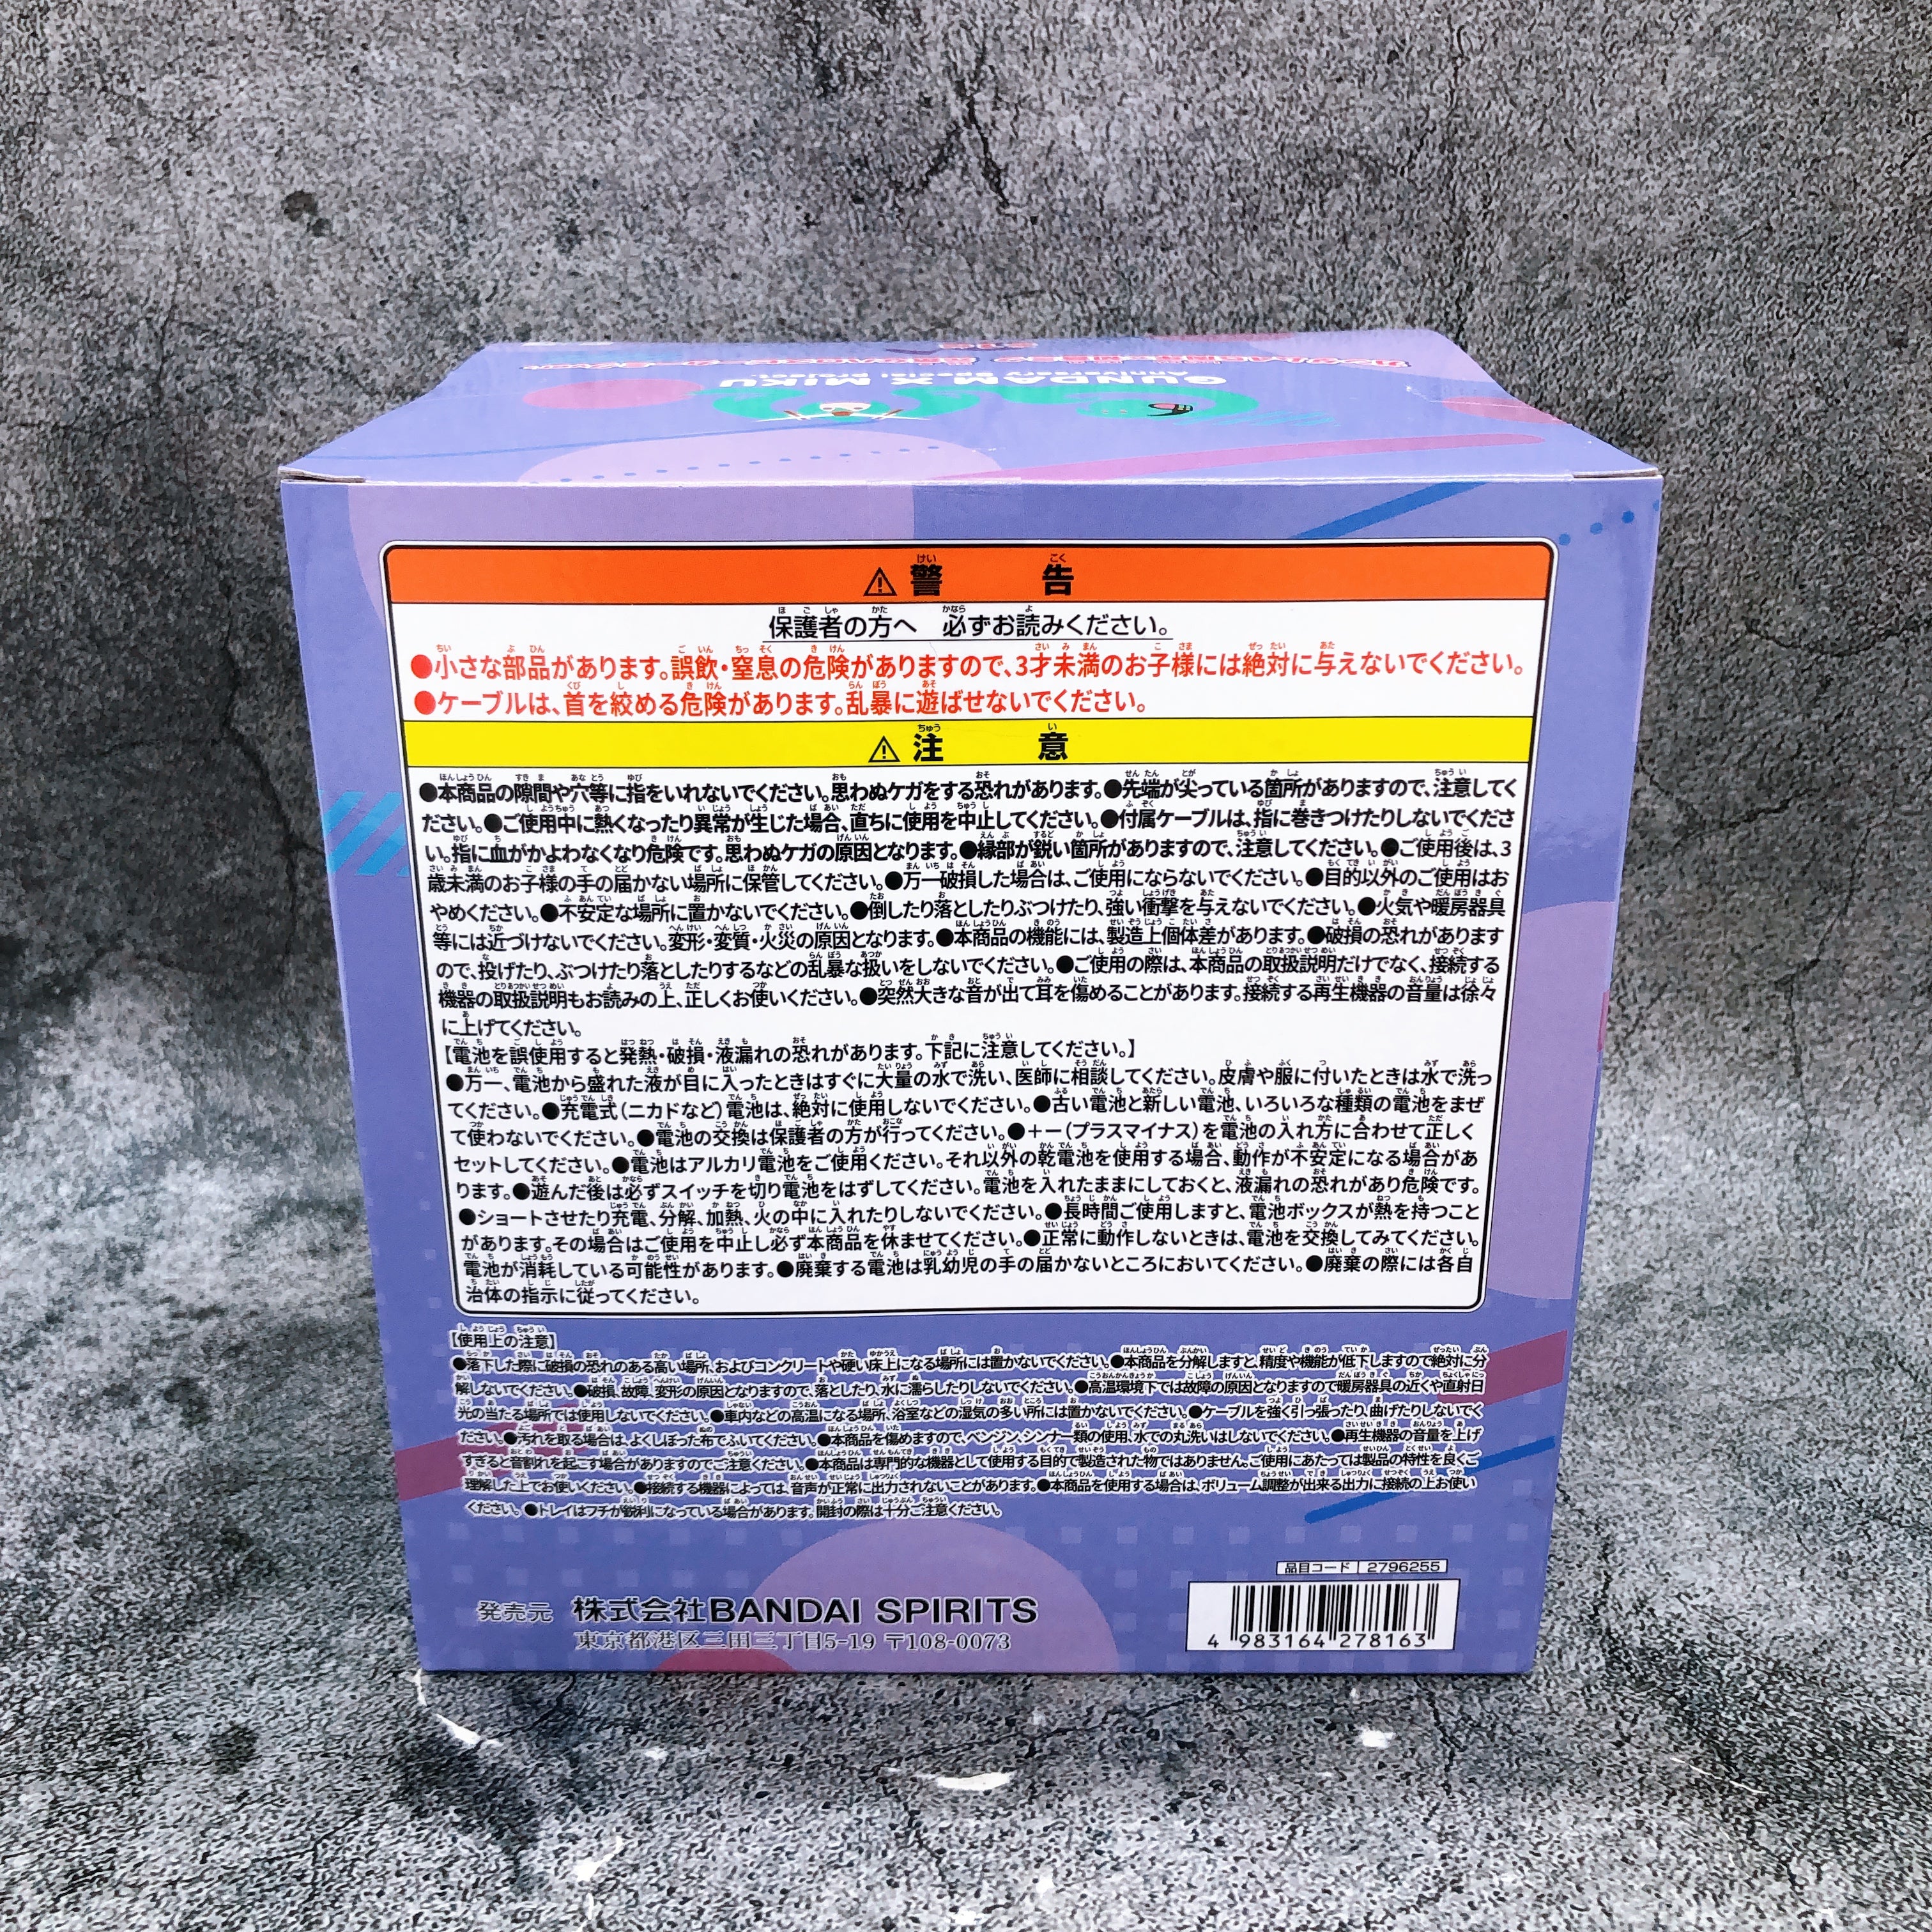 GUNDAM X MIKU
Anniversary Special Project
⚠警告
保護者の方へ 必ずお読みください。
●小さな部品があります。誤飲・窒息の危険がありますので、3才未満のお子様には絶対に与えないでください。
●ケーブルは、首を絞める危険があります。乱暴に遊ばせないでください。
⚠注意
●本商品の隙間や穴等に指をいれないでください。思わぬケガをする恐れがあります。●先端が尖っている箇所がありますので、注意してく
ださい。●ご使用中に熱くなったり異常が生じた場合、直ちに使用を中止してください。●付属ケーブルは、指に巻きつけたりしないでくださ
い。指に血がかよわなくなり危険です。思わぬケガの原因となります。●縁部が鋭い箇所がありますので、注意してください。●ご使用後は、3
歳未満のお子様の手の届かない場所に保管してください。●万一破損した場合は、ご使用にならないでください。●目的以外のご使用はお
やめください。●不安定な場所に置かないでください。●倒したり落としたりぶつけたり、強い衝撃を与えないでください。●火気や暖房器具
等には近づけないでください。変形・変質・火災の原因となります。●本商品の機能には、製造上個体差があります。●破損の恐れがあります
ので、投げたり、ぶつけたり落としたりするなどの乱暴な扱いをしないでください。●ご使用の際は、本商品の取扱説明だけでなく、接続する
機器の取扱説明もお読みの上、正しくお使いください。●突然大きな音が出て耳を傷めることがあります。接続する再生機器の音量は徐々
に上げてください。
【電池を誤使用すると発熱・破損・液漏れの恐れがあります。下記に注意してください。】
●万一、電池から盛れた液が目に入ったときはすぐに大量の水で洗い、医師に相談してください。皮膚や服に付いたときは水で洗っ
てください。●充電式（ニカドなど）電池は、絶対に使用しないでください。●古い電池と新しい電池、いろいろな種類の電池をまぜ
て使わないでください。●電池の交換は保護者の方が行ってください。●＋－（プラスマイナス）を電池の入れ方に合わせて正しく
セットしてください。●電池はアルカリ電池をご使用ください。それ以外の乾電池を使用する場合、動作が不安定になる場合があ
ります。●遊んだ後は必ずスイッチを切り電池をはずしてください。電池を入れたままにしておくと、液漏れの恐れがあり危険です。
●ショートさせたり充電、分解、加熱、火の中に入れたりしないでください。●長時間ご使用しますと、電池ボックスが熱を持つこと
があります。その場合はご使用を中止し必ず本商品を休ませてください。●正常に動作しないときは、電池を交換してみてください。
電池が消耗している可能性があります。●廃棄する電池は乳幼児の手の届かないところにおいてください。●廃棄の際には各自
治体の指示に従ってください。
【使用上の注意】
●落下した際に破損の恐れのある高い場所、およびコンクリートや硬い床上になる場所には置かないでください。●本商品を分解しますと、精度や機能が低下しますので絶対に分
解しないでください。●破損、故障、変形の原因となりますので、落としたり、水に濡らしたりしないでください。●高温環境下では故障の原因となりますので暖房器具の近くや直射日
光の当たる場所では使用しないでください。●車内などの高温になる場所、浴室などの湿気の多い所には置かないでください。●ケーブルを強く引っ張ったり、曲げたりしないでく
ださい。●汚れを取る場合は、よくしぼった布でふいてください。●本商品を傷めますので、ベンジン、シンナー類の使用、水での丸洗いはしないでください。●再生機器の音量を上げ
すぎると音割れを起こす場合がありますのでご注意ください。●本商品は専門的な機器として使用する目的で製造された物ではありません。ご使用にあたっては製品の特性を良くご
理解した上でお使いください。●接続する機器によっては、音声が正常に出力されないことがあります。●本商品を使用する場合は、ボリューム調整が出来る出力に接続の上お使い
ください。●トレイはフチが鋭利になっている場合があります。開封の際は十分ご注意ください。
品目コード 2796255
発売元 株式会社BANDAI SPIRITS
東京都港区三田三丁目5-19 〒108-0073
4 983164 278163